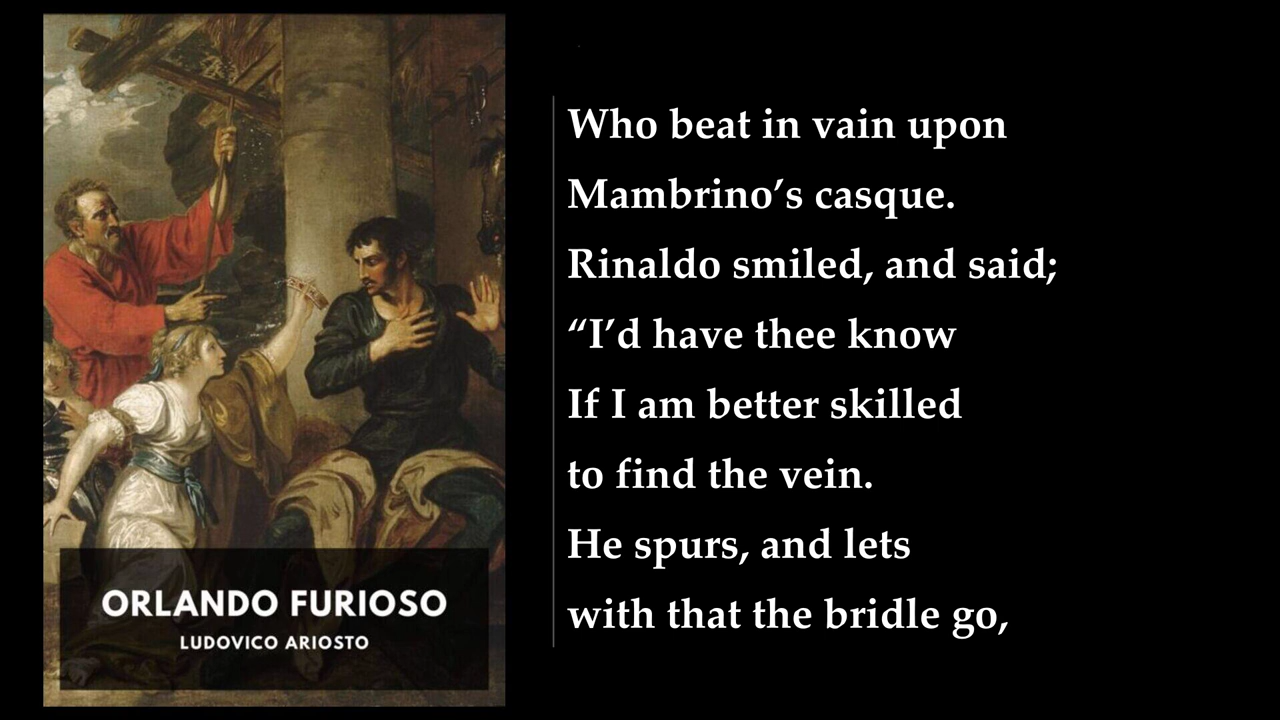 ORLANDO FURIOSO
LUDOVICO ARIOSTO
Who beat in vain upon
Mambrino’s casque.
Rinaldo smiled, and said;
“I’d have thee know
If I am better skilled
to find the vein.
He spurs, and lets
with that the bridle go,